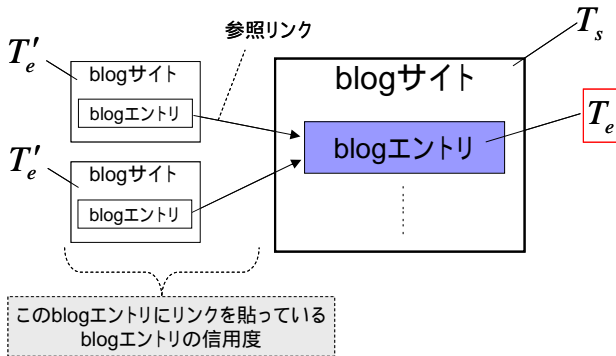 参照リンク
T's
T'e
blogサイト
blogエントリ
T'e
blogサイト
blogエントリ
Ts
blogサイト
blogエントリ
Te
このblogエントリにリンクを貼っている
blogエントリの信用度